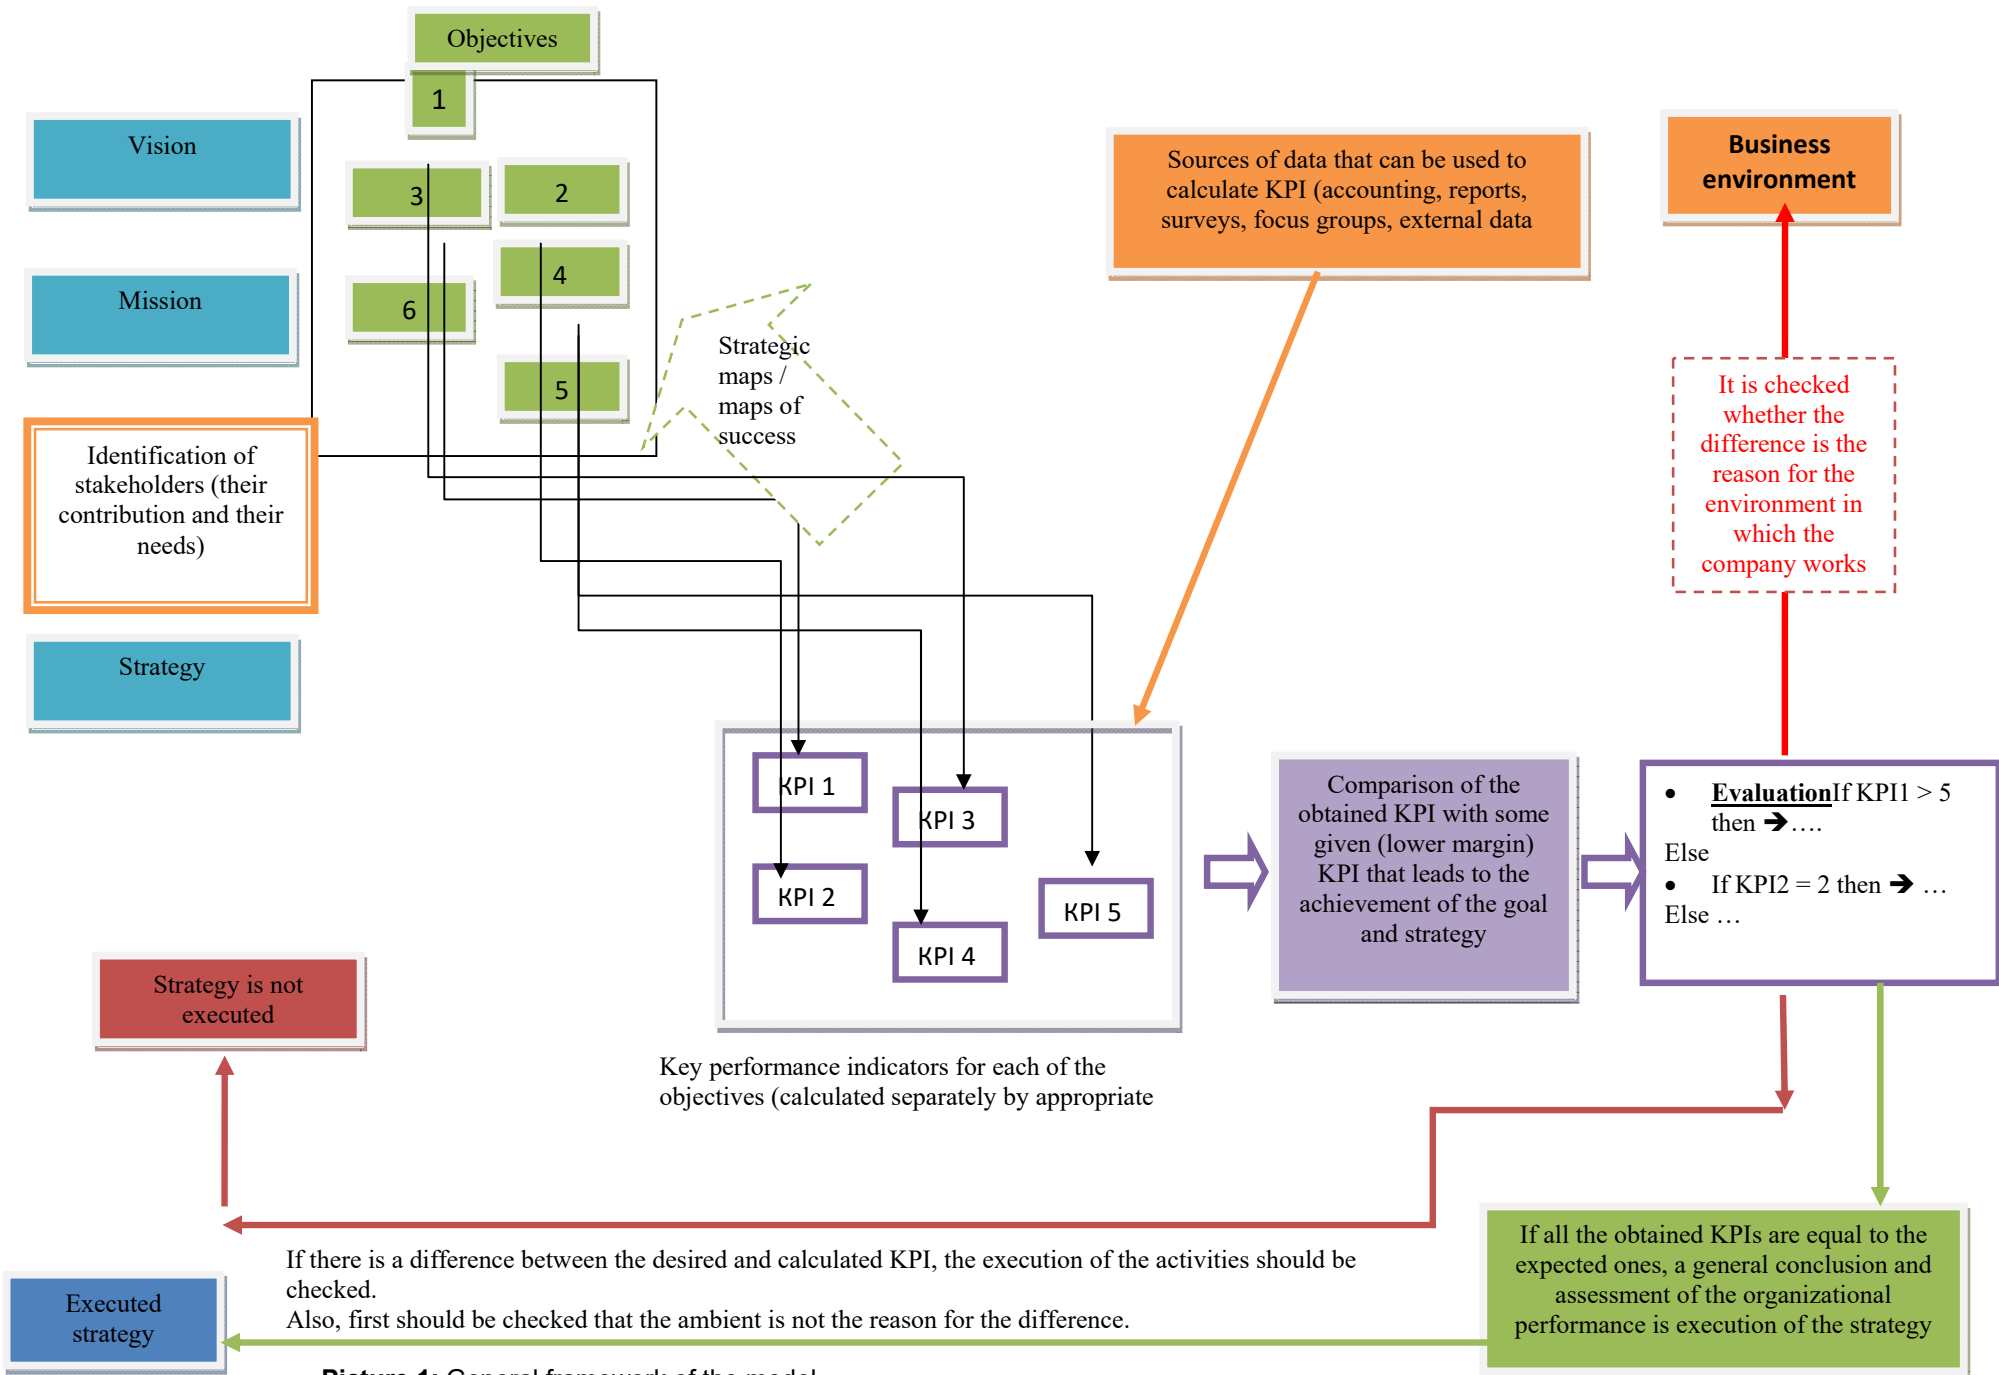 Objectives
1
Vision
3
2
4
Mission
6
5
Strategic
maps /
maps of
success
Identification of
stakeholders (their
contribution and their
needs)
Strategy
Sources of data that can be used to
calculate KPI (accounting, reports,
surveys, focus groups, external data
Business
environment
It is checked
whether the
difference is the
reason for the
environment in
which the
company works
KPI 1
KPI 3
KPI 2
KPI 5
KPI 4
Key performance indicators for each of the
objectives (calculated separately by appropriate
Comparison of the
obtained KPI with some
given (lower margin)
KPI that leads to the
achievement of the goal
and strategy
• EvaluationIf KPI1 > 5
then ➔….
Else
• If KPI2 = 2 then ➔ …
Else …
Strategy is not
executed
If there is a difference between the desired and calculated KPI, the execution of the activities should be
checked.
Also, first should be checked that the ambient is not the reason for the difference.
Executed
strategy
If all the obtained KPIs are equal to the
expected ones, a general conclusion and
assessment of the organizational
performance is execution of the strategy
Picture 1: General framework of the model